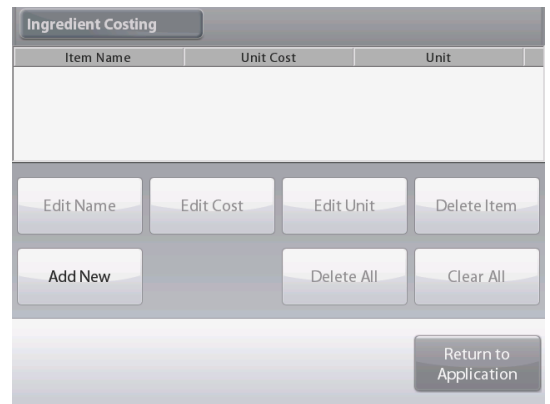 Ingredient Costing
Item Name Unit Cost Unit
Edit Name Edit Cost Edit Unit Delete Item
Add New Delete All Clear All
Return to
Application